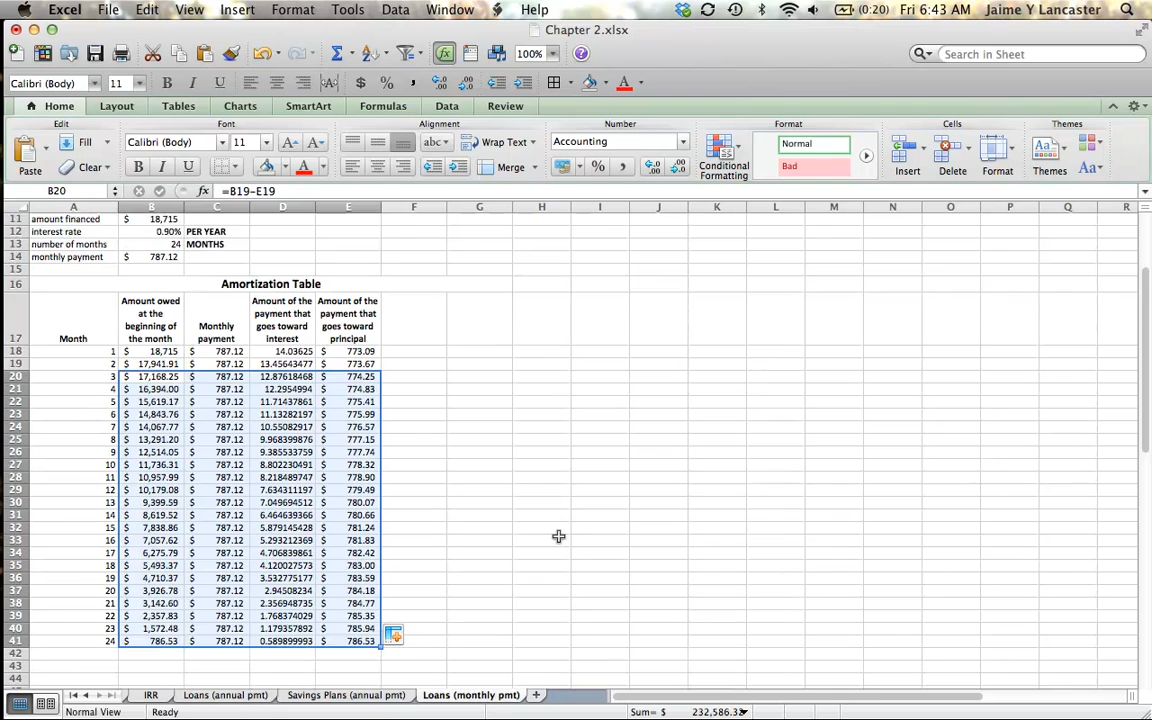 Excel File Edit View Insert Format Tools Data Window Help (0:20) Fri 6:43 AM Jaime Y Lancaster
Chapter 2.xlsx
100% Search in Sheet
Calibri (Body) 11 B I U ABC $ %
Home Layout Tables Charts SmartArt Formulas Data Review
Edit Font Alignment Number Format Cells Themes
Fill Calibri (Body) 11 A A abc Wrap Text Accounting Normal
Paste Clear B I U A Merge % Conditional Formatting Bad Insert Delete Format Themes Aa
B20 fx =B19-E19
A B C D E F G H I J K L M N O P Q R
11 amount financed $ 18,715
12 interest rate 0.90% PER YEAR
13 number of months 24 MONTHS
14 monthly payment $ 787.12
15
16 Amortization Table
17 Month Amount owed at the beginning of the month Monthly payment Amount of the payment that goes toward interest Amount of the payment that goes toward principal
18 1 $ 18,715 $ 787.12 14.03625 $ 773.09
19 2 $ 17,941.91 $ 787.12 13.45643477 $ 773.67
20 3 $ 17,168.25 $ 787.12 12.87618468 $ 774.25
21 4 $ 16,394.00 $ 787.12 12.2954994 $ 774.83
22 5 $ 15,619.17 $ 787.12 11.71437861 $ 775.41
23 6 $ 14,843.76 $ 787.12 11.13282197 $ 775.99
24 7 $ 14,067.77 $ 787.12 10.55082917 $ 776.57
25 8 $ 13,291.20 $ 787.12 9.968399876 $ 777.15
26 9 $ 12,514.05 $ 787.12 9.385533759 $ 777.74
27 10 $ 11,736.31 $ 787.12 8.802230491 $ 778.32
28 11 $ 10,957.99 $ 787.12 8.218489747 $ 778.90
29 12 $ 10,179.08 $ 787.12 7.634311197 $ 779.49
30 13 $ 9,399.59 $ 787.12 7.049694512 $ 780.07
31 14 $ 8,619.52 $ 787.12 6.464639366 $ 780.66
32 15 $ 7,838.86 $ 787.12 5.879145428 $ 781.24
33 16 $ 7,057.62 $ 787.12 5.293212369 $ 781.83
34 17 $ 6,275.79 $ 787.12 4.706839861 $ 782.42
35 18 $ 5,493.37 $ 787.12 4.120027573 $ 783.00
36 19 $ 4,710.37 $ 787.12 3.532775177 $ 783.59
37 20 $ 3,926.78 $ 787.12 2.94508234 $ 784.18
38 21 $ 3,142.60 $ 787.12 2.356948735 $ 784.77
39 22 $ 2,357.83 $ 787.12 1.768374029 $ 785.35
40 23 $ 1,572.48 $ 787.12 1.179357892 $ 785.94
41 24 $ 786.53 $ 787.12 0.589899993 $ 786.53
42
43
44
IRR Loans (annual pmt) Savings Plans (annual pmt) Loans (monthly pmt)
Normal View Ready Sum= $ 232,586.32